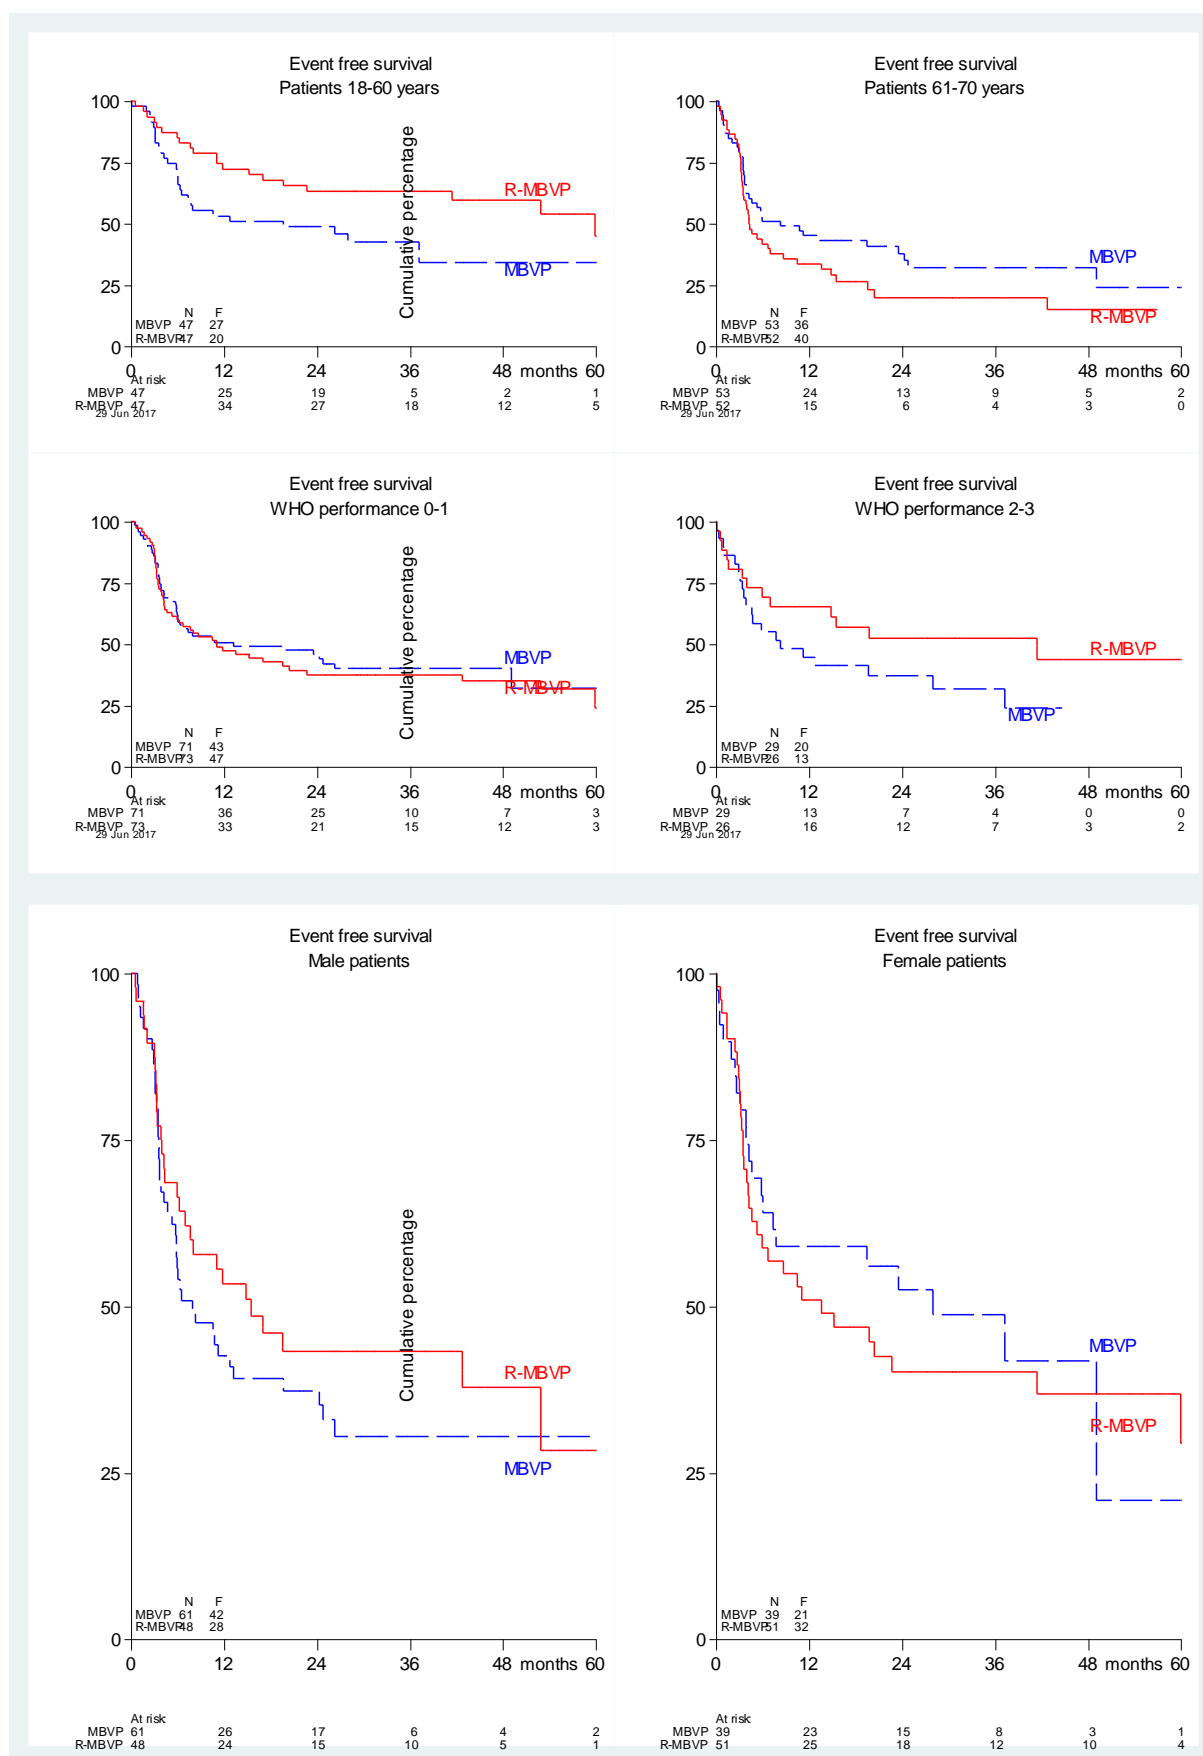 Event free survival
Patients 18-60 years
100
75
50
25
0
Cumulative percentage
R-MBVP
MBVP
N F
MBVP 47 27
R-MBVP 47 20
0 12 24 36 48 months 60
At risk
MBVP 47 25 19 5 2 1
R-MBVP 47 34 27 18 12 5
29 Jun 2017
Event free survival
Patients 61-70 years
100
75
50
25
0
MBVP
R-MBVP
N F
MBVP 53 36
R-MBVP 52 40
0 12 24 36 48 months 60
At risk
MBVP 53 24 13 9 5 2
R-MBVP 52 15 6 4 3 0
29 Jun 2017
Event free survival
WHO performance 0-1
100
75
50
25
0
Cumulative percentage
MBVP
R-MBVP
N F
MBVP 71 43
R-MBVP 73 47
0 12 24 36 48 months 60
At risk
MBVP 71 36 25 10 7 3
R-MBVP 73 33 21 15 12 3
29 Jun 2017
Event free survival
WHO performance 2-3
100
75
50
25
0
R-MBVP
MBVP
N F
MBVP 29 20
R-MBVP 26 13
0 12 24 36 48 months 60
At risk
MBVP 29 13 7 4 0 0
R-MBVP 26 16 12 7 3 2
29 Jun 2017
Event free survival
Male patients
100
75
50
25
0
Cumulative percentage
R-MBVP
MBVP
N F
MBVP 61 42
R-MBVP 48 28
0 12 24 36 48 months 60
At risk
MBVP 61 26 17 6 4 2
R-MBVP 48 24 15 10 5 1
Event free survival
Female patients
100
75
50
25
0
MBVP
R-MBVP
N F
MBVP 39 21
R-MBVP 51 32
0 12 24 36 48 months 60
At risk
MBVP 39 23 15 8 3 1
R-MBVP 51 25 18 12 10 4